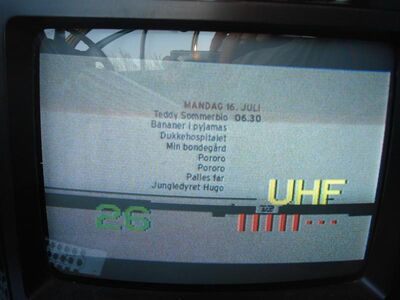 MANDAG 16. JULI
Teddy Sommerbio 06.30
Bananer i pyjamas
Dukkehospitalet
Min bondegård
Pororo
Pororo
Palles far
Jungledyret Hugo
UHF
26